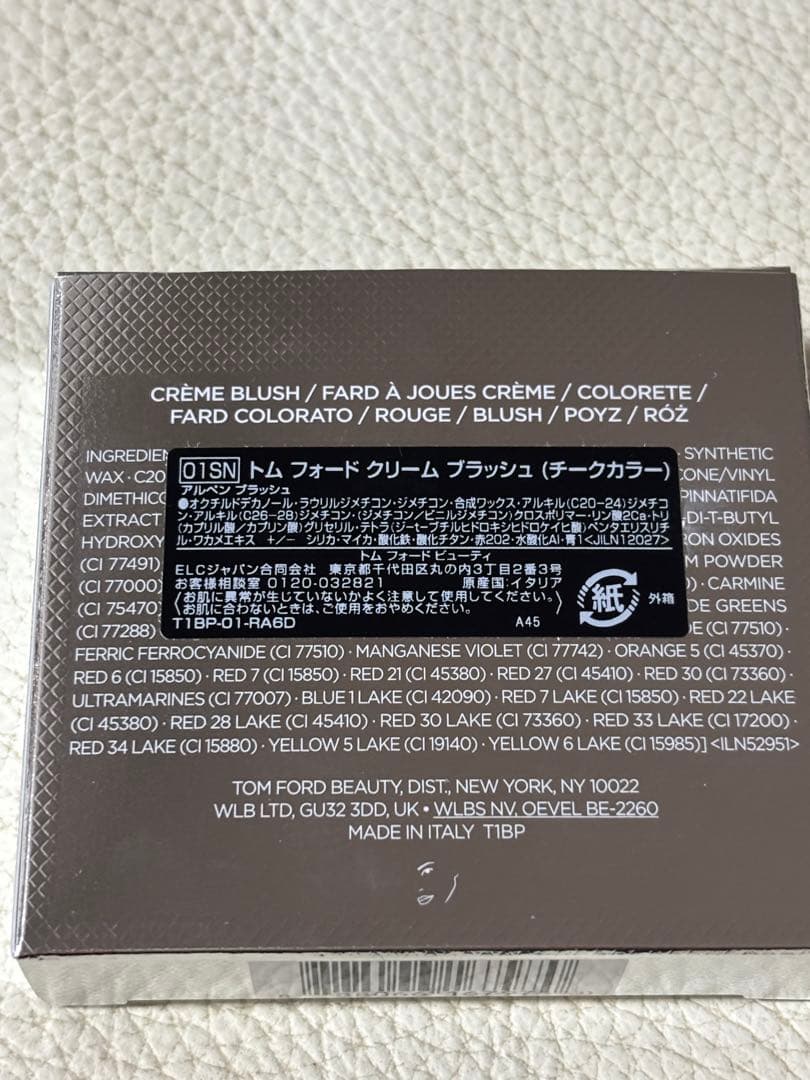 CRÈME BLUSH / FARD À JOUES CRÈME / COLORETE /
FARD COLORATO / ROUGE / BLUSH / POYZ / RÓŻ
SYNTHETIC
WAX · C20
DIMETHIC
PINNATIFIDA
EXTRACT
DI-T-BUTYL
HYDROXY
IRON OXIDES
(CI 77491)
(CI 77000)
CARMINE
(CI 75470)
GREENS
(CI 77288)
(CI 77510) ·
01SN トム フォード クリーム ブラッシュ (チークカラー)
アルペン ブラッシュ
●オクチルドデカノール・ラウリルジメチコン・ジメチコン・合成ワックス・アルキル(C20-24)ジメチコ
ン・アルキル(C26-28)ジメチコン・(ジメチコン/ビニルジメチコン)クロスポリマー・リン酸2Ca・トリ
(カプリル酸/カプリン酸)グリセリル・テトラ(ジ-t-ブチルヒドロキシヒドロケイヒ酸)ペンタエリスリチ
ル・ワカメエキス +/- シリカ・マイカ・酸化鉄・酸化チタン・赤202・水酸化Al・青1<JILN12027>
トム フォード ビューティ
ELCジャパン合同会社 東京都千代田区丸の内3丁目2番3号
お客様相談室 0120-032821 原産国:イタリア
〈お肌に異常が生じていないかよく注意して使用してください。〉
〈お肌に合わないときは、ご使用をおやめください。〉
T1BP-01-RA6D A45
紙 外箱
FERRIC FERROCYANIDE (CI 77510) · MANGANESE VIOLET (CI 77742) · ORANGE 5 (CI 45370) ·
RED 6 (CI 15850) · RED 7 (CI 15850) · RED 21 (CI 45380) · RED 27 (CI 45410) · RED 30 (CI 73360) ·
ULTRAMARINES (CI 77007) · BLUE 1 LAKE (CI 42090) · RED 7 LAKE (CI 15850) · RED 22 LAKE
(CI 45380) · RED 28 LAKE (CI 45410) · RED 30 LAKE (CI 73360) · RED 33 LAKE (CI 17200) ·
RED 34 LAKE (CI 15880) · YELLOW 5 LAKE (CI 19140) · YELLOW 6 LAKE (CI 15985)] <ILN52951>
TOM FORD BEAUTY, DIST., NEW YORK, NY 10022
WLB LTD, GU32 3DD, UK • WLBS NV, OEVEL BE-2260
MADE IN ITALY T1BP